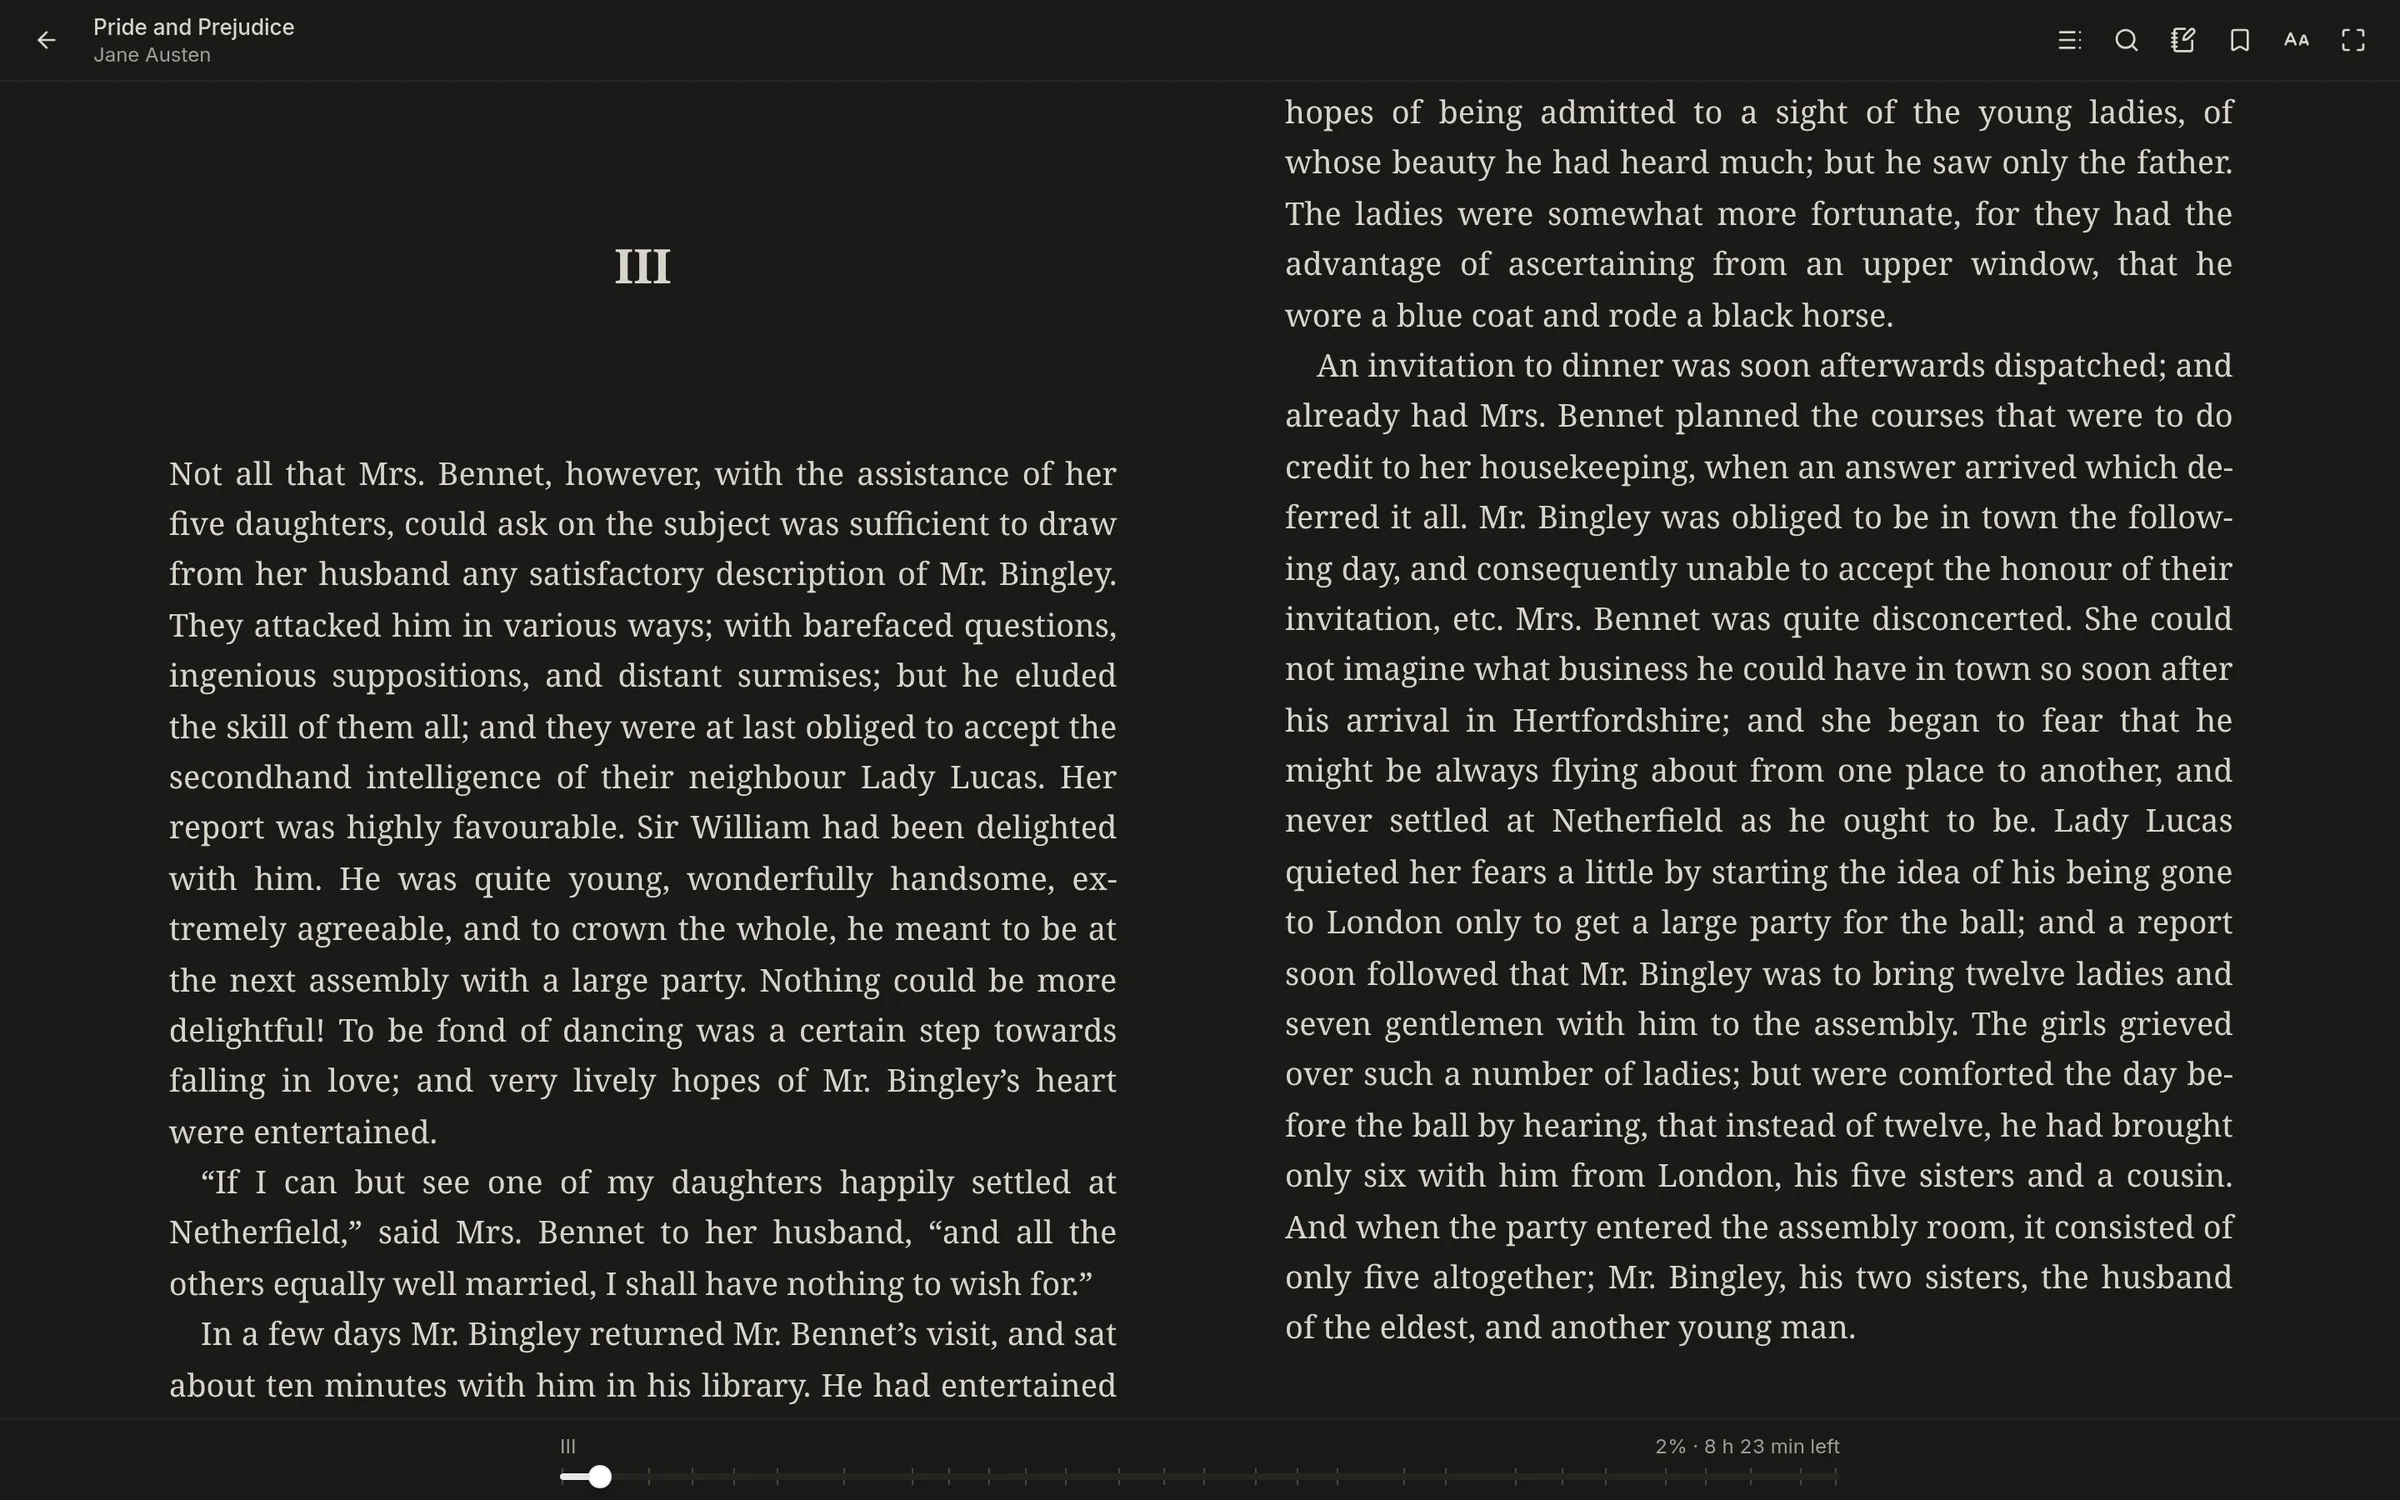 Pride and Prejudice
Jane Austen
AA
III
Not all that Mrs. Bennet, however, with the assistance of her
five daughters, could ask on the subject was sufficient to draw
from her husband any satisfactory description of Mr. Bingley.
They attacked him in various ways; with barefaced questions,
ingenious suppositions, and distant surmises; but he eluded
the skill of them all; and they were at last obliged to accept the
secondhand intelligence of their neighbour Lady Lucas. Her
report was highly favourable. Sir William had been delighted
with him. He was quite young, wonderfully handsome, ex-
tremely agreeable, and to crown the whole, he meant to be at
the next assembly with a large party. Nothing could be more
delightful! To be fond of dancing was a certain step towards
falling in love; and very lively hopes of Mr. Bingley’s heart
were entertained.
“If I can but see one of my daughters happily settled at
Netherfield,” said Mrs. Bennet to her husband, “and all the
others equally well married, I shall have nothing to wish for.”
In a few days Mr. Bingley returned Mr. Bennet’s visit, and sat
about ten minutes with him in his library. He had entertained
hopes of being admitted to a sight of the young ladies, of
whose beauty he had heard much; but he saw only the father.
The ladies were somewhat more fortunate, for they had the
advantage of ascertaining from an upper window, that he
wore a blue coat and rode a black horse.
An invitation to dinner was soon afterwards dispatched; and
already had Mrs. Bennet planned the courses that were to do
credit to her housekeeping, when an answer arrived which de-
ferred it all. Mr. Bingley was obliged to be in town the follow-
ing day, and consequently unable to accept the honour of their
invitation, etc. Mrs. Bennet was quite disconcerted. She could
not imagine what business he could have in town so soon after
his arrival in Hertfordshire; and she began to fear that he
might be always flying about from one place to another, and
never settled at Netherfield as he ought to be. Lady Lucas
quieted her fears a little by starting the idea of his being gone
to London only to get a large party for the ball; and a report
soon followed that Mr. Bingley was to bring twelve ladies and
seven gentlemen with him to the assembly. The girls grieved
over such a number of ladies; but were comforted the day be-
fore the ball by hearing, that instead of twelve, he had brought
only six with him from London, his five sisters and a cousin.
And when the party entered the assembly room, it consisted of
only five altogether; Mr. Bingley, his two sisters, the husband
of the eldest, and another young man.
III
2% · 8 h 23 min left